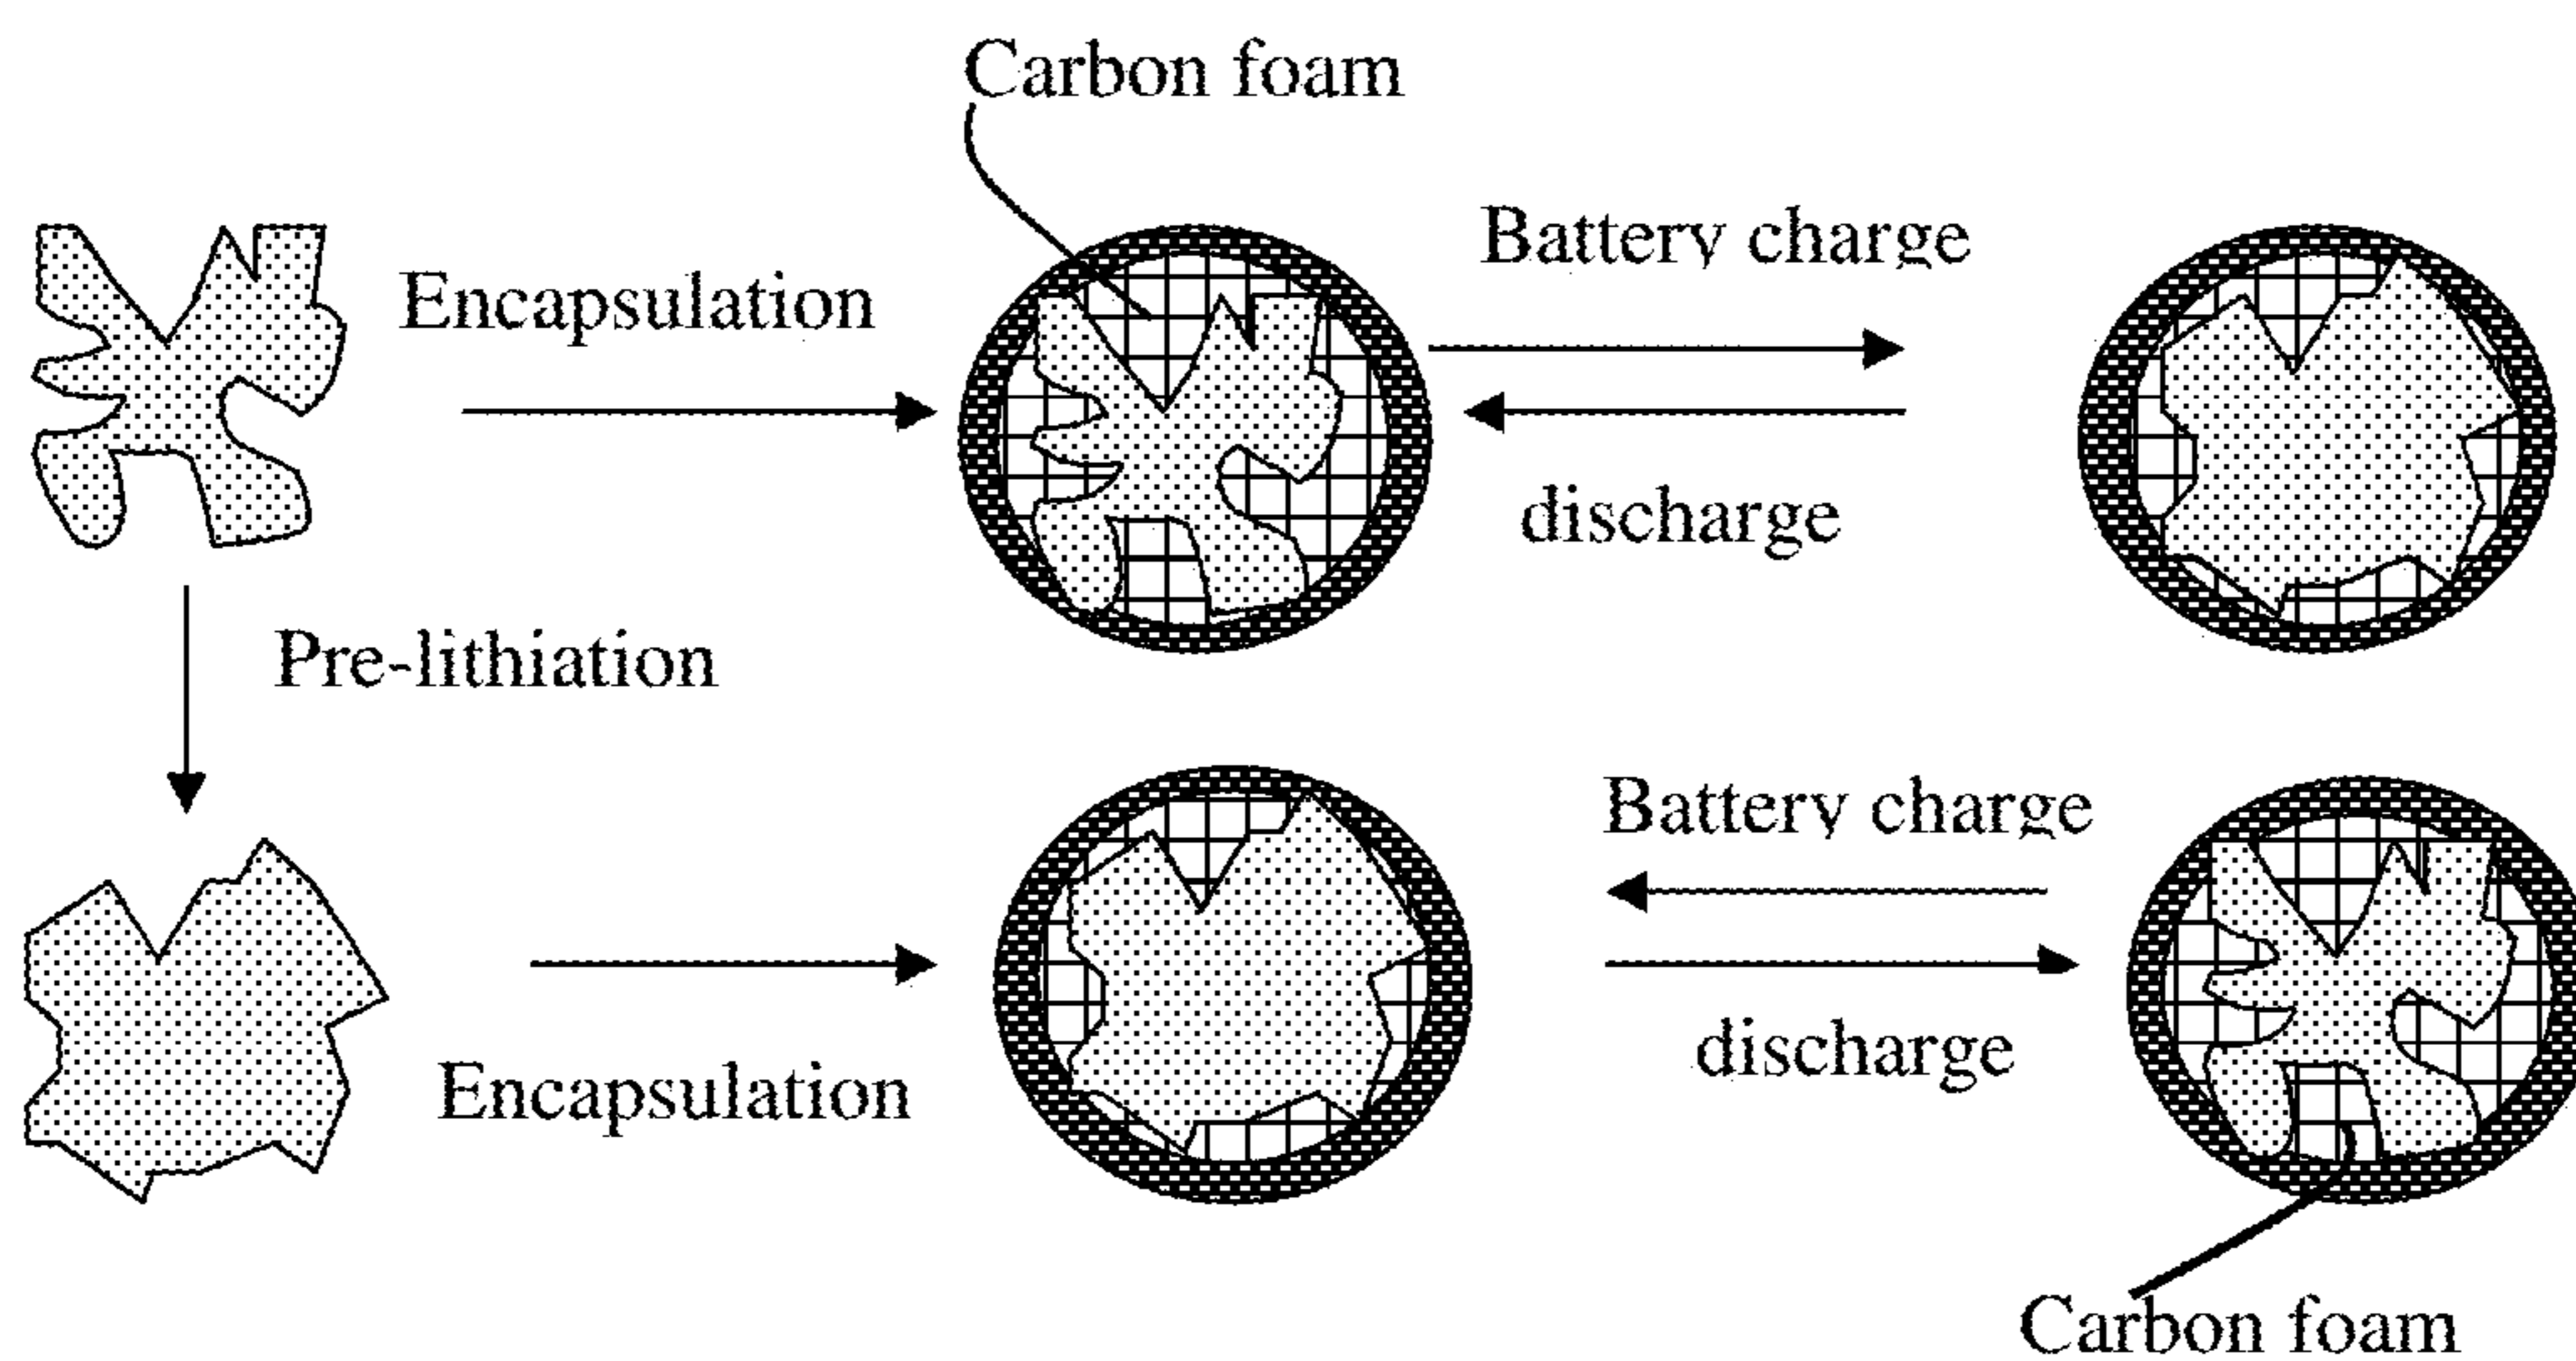 Carbon foam
Battery charge
Encapsulation
discharge
Pre-lithiation
Battery charge
discharge
Encapsulation
Carbon foam